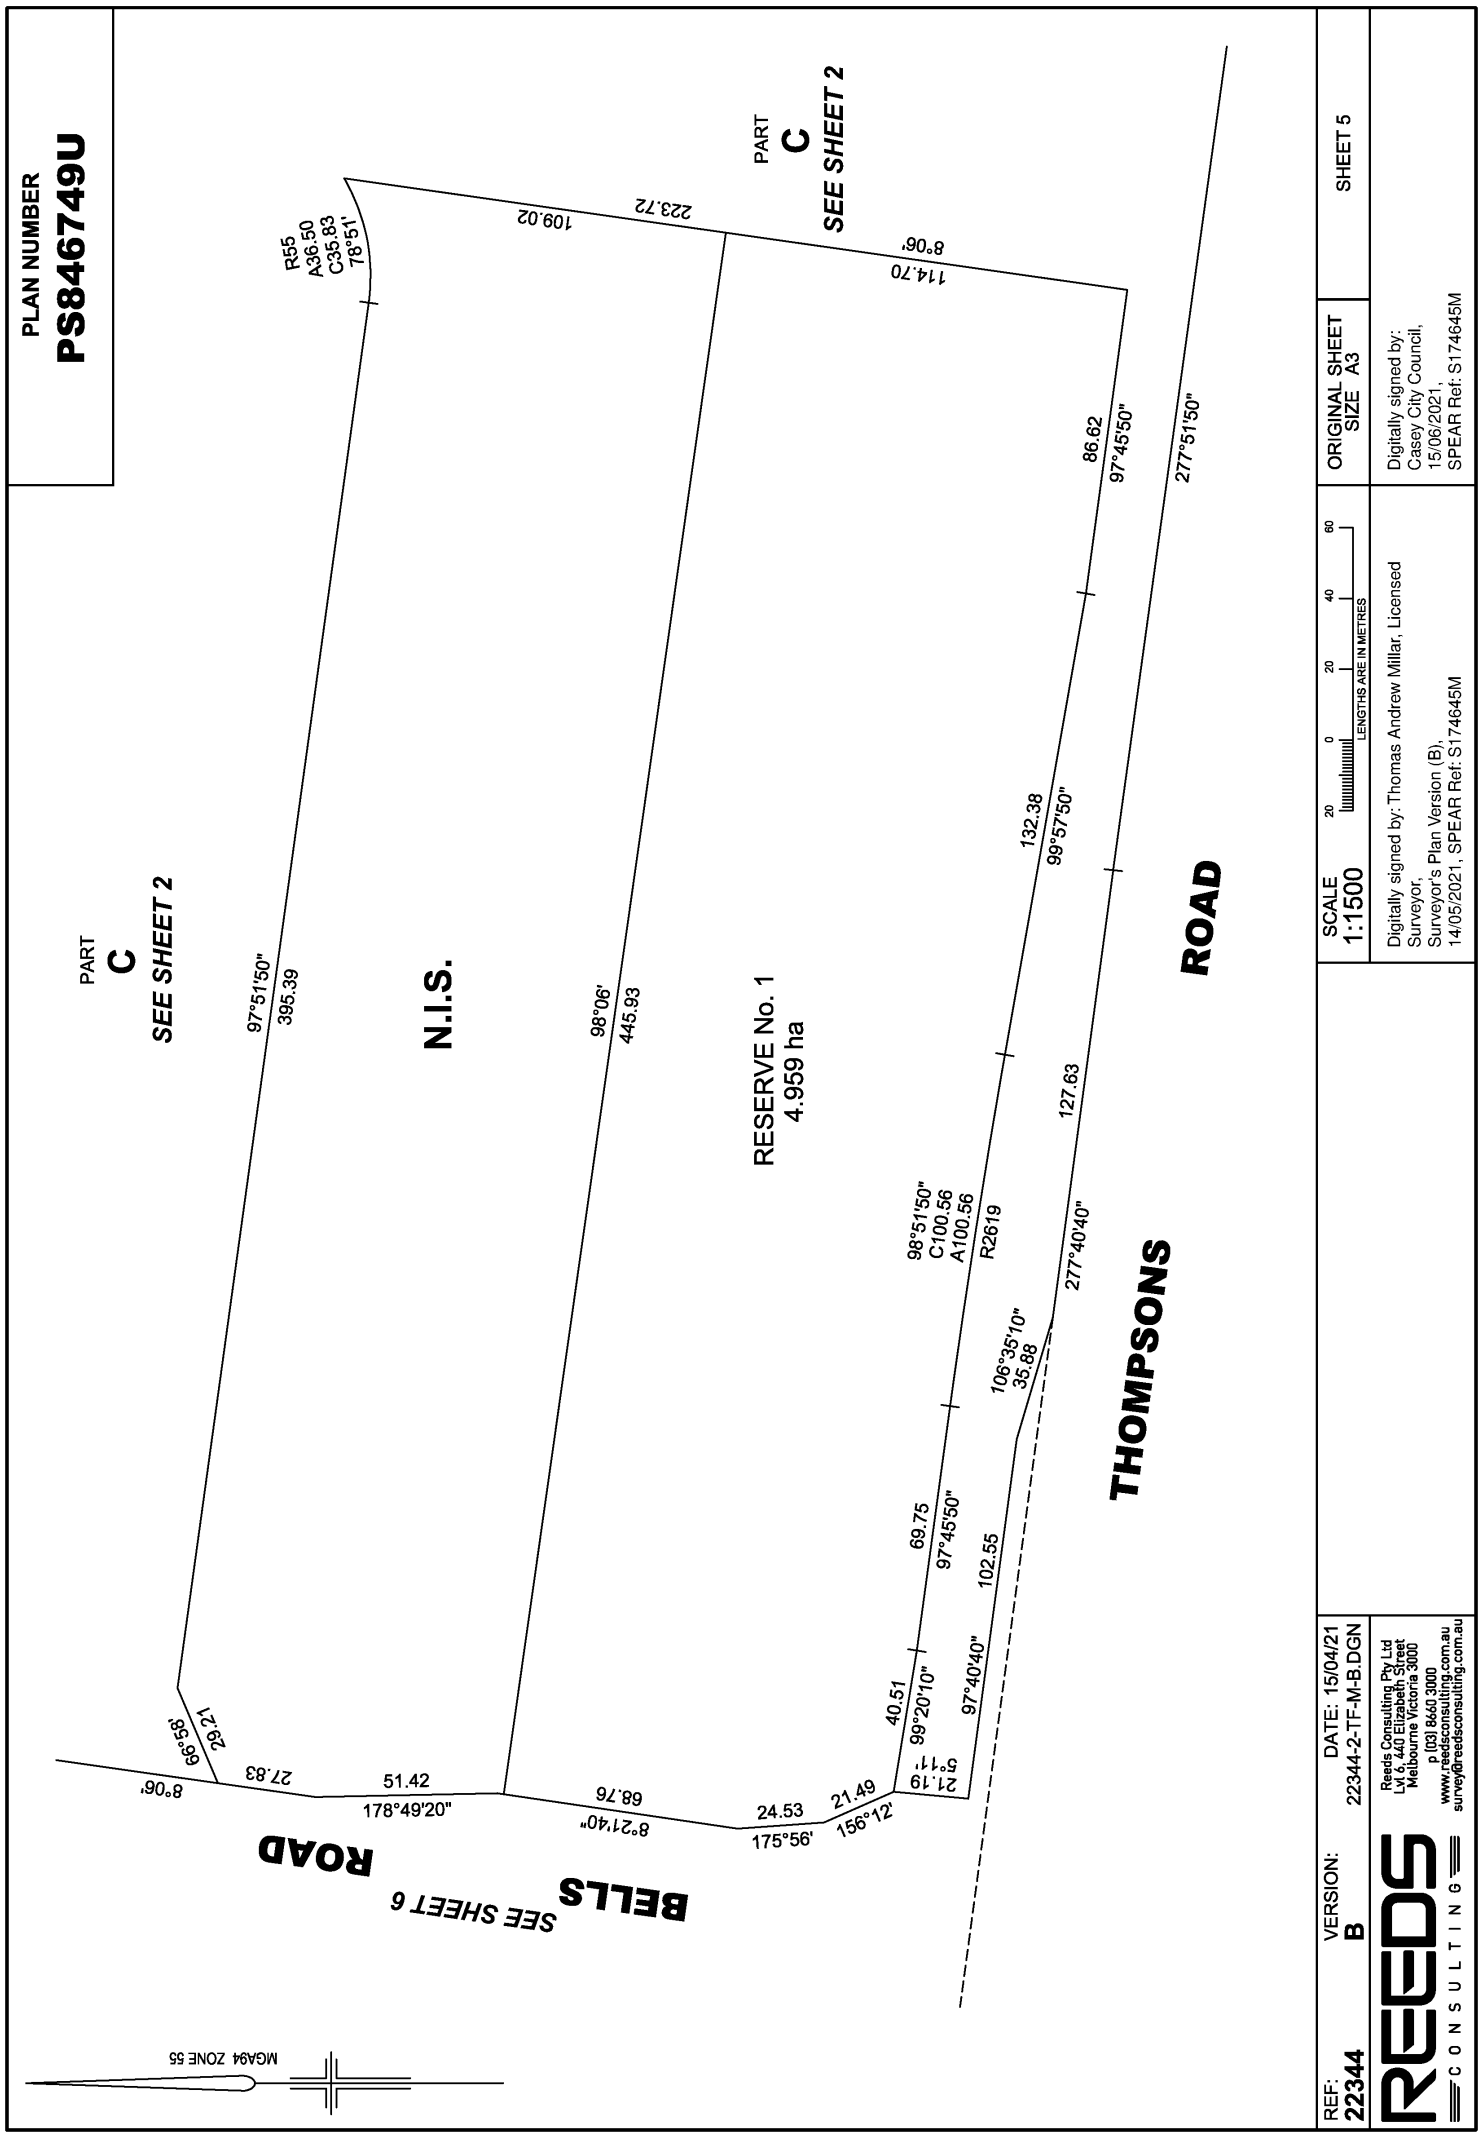 PLAN NUMBER
PS846749U
PART
C
SEE SHEET 2
PART
C
SEE SHEET 2
R55
A36.50
C35.83
78°51'
97°51'50"
395.39
109.02
223.72
8°06'
114.70
N.I.S.
98°06'
445.93
RESERVE No. 1
4.959 ha
66°58'
29.21
8°06'
27.83
51.42
178°49'20"
68.76
8°21'40"
24.53
175°56'
21.49
156°12'
21.19
5°11'
40.51
99°20'10"
69.75
97°45'50"
98°51'50"
C100.56
A100.56
R2619
132.38
99°57'50"
86.62
97°45'50"
97°40'40"
102.55
106°35'10"
35.88
277°40'40"
127.63
277°51'50"
BELLS
ROAD
SEE SHEET 6
THOMPSONS
ROAD
MGA94 ZONE 55
REF:
22344
VERSION:
B
DATE: 15/04/21
22344-2-TF-M-B.DGN
REEDS
CONSULTING
Reeds Consulting Pty Ltd
Lvl 6, 440 Elizabeth Street
Melbourne Victoria 3000
p (03) 8660 3000
www.reedsconsulting.com.au
survey@reedsconsulting.com.au
SCALE
1:1500
20 0 20 40 60
LENGTHS ARE IN METRES
ORIGINAL SHEET
SIZE A3
SHEET 5
Digitally signed by: Thomas Andrew Millar, Licensed
Surveyor,
Surveyor's Plan Version (B),
14/05/2021, SPEAR Ref: S174645M
Digitally signed by:
Casey City Council,
15/06/2021,
SPEAR Ref: S174645M